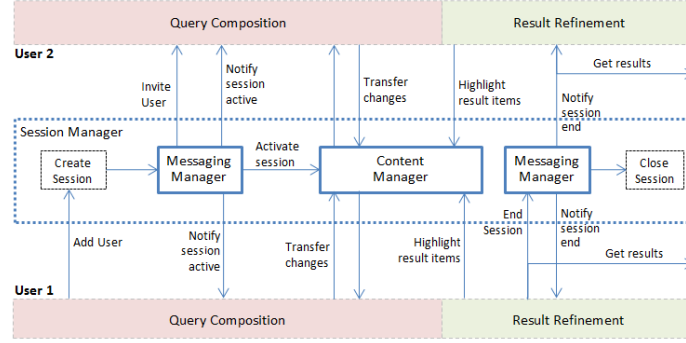 Query Composition
Result Refinement
User 2
Get results
Invite
User
Notify
session
active
Transfer
changes
Highlight
result items
Notify
session
end
Session Manager
Create
Session
Messaging
Manager
Activate
session
Content
Manager
Messaging
Manager
Close
Session
Add User
Notify
session
active
Transfer
changes
Highlight
result items
End
Session
Notify
session
end
Get results
User 1
Query Composition
Result Refinement